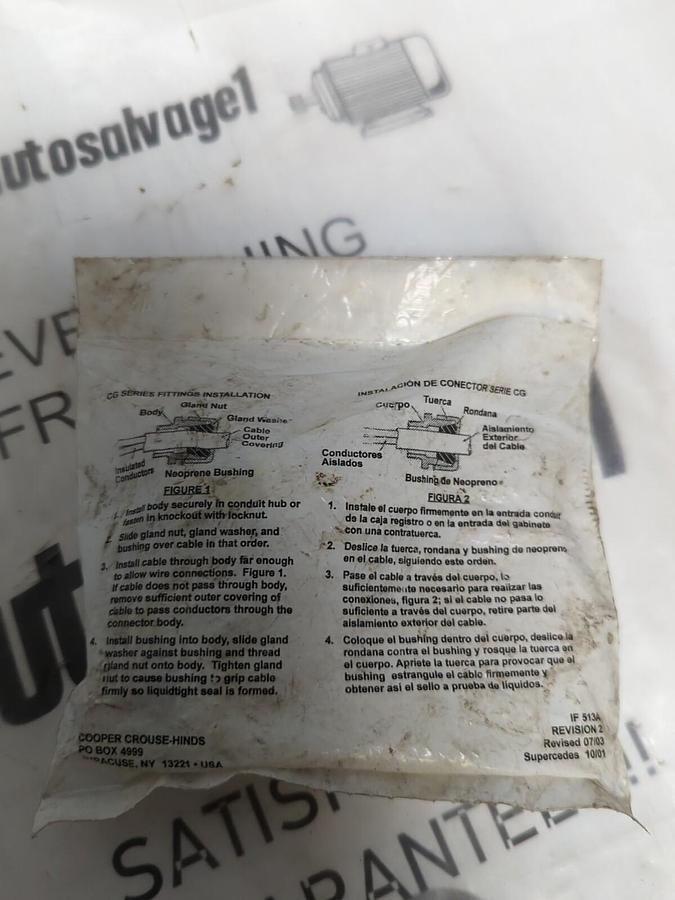 utosalvage1
ING
EVE
FR
CG SERIES FITTINGS INSTALLATION
Gland Nut
Body
Gland Washe
Cable
Outer
Covering
Insulated
Conductors
Neoprene Bushing
FIGURE 1
1. Install body securely in conduit hub or
fasten in knockout with locknut.
2. Slide gland nut, gland washer, and
bushing over cable in that order.
3. Install cable through body far enough
to allow wire connections. Figure 1.
If cable does not pass through body,
remove sufficient outer covering of
cable to pass conductors through the
connector body.
4. Install bushing into body, slide gland
washer against bushing and thread
gland nut onto body. Tighten gland
nut to cause bushing to grip cable
firmly so liquidtight seal is formed.
COOPER CROUSE-HINDS
PO BOX 4999
SYRACUSE, NY 13221 • USA
INSTALACIÓN DE CONECTOR SERIE CG
Tuerca
Cuerpo
Rondana
Aislamiento
Exterior
del Cable
Conductores
Aislados
Bushing de Neopreno
FIGURA 2
1. Instale el cuerpo firmemente en la entrada conduit
de la caja registro o en la entrada del gabinete
con una contratuerca.
2. Deslice la tuerca, rondana y bushing de neopreno
en el cable, siguiendo este orden.
3. Pase el cable a través del cuerpo, lo
suficientemente necesario para realizar las
conexiones, figura 2; si el cable no pasa lo
suficiente a través del cuerpo, retire parte del
aislamiento exterior del cable.
4. Coloque el bushing dentro del cuerpo, deslice la
rondana contra el bushing y rosque la tuerca en
el cuerpo. Apriete la tuerca para provocar que el
bushing estrangule el cable firmemente y
obtener asi el sello a prueba de líquidos.
IF 513A
REVISION 2
Revised 07/03
Supercedes 10/01
ut
SATISF
ARANTEED!!!